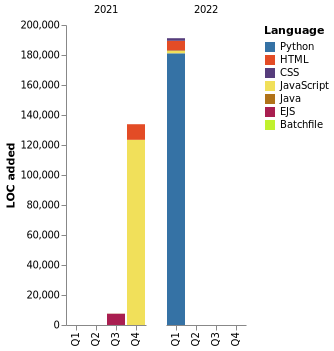 2021 2022
200,000
180,000
160,000
140,000
120,000
100,000
80,000
60,000
40,000
20,000
0
LOC added
Q1 Q2 Q3 Q4 Q1 Q2 Q3 Q4
Language
Python
HTML
CSS
JavaScript
Java
EJS
Batchfile